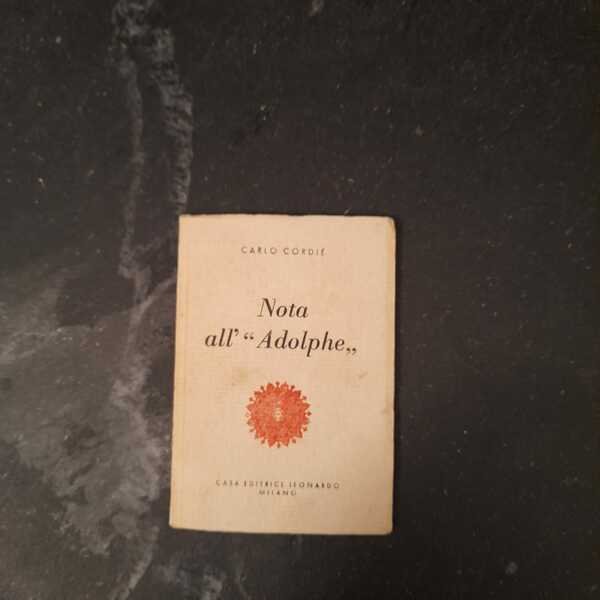 CARLO CORDIÉ
Nota
all' “Adolphe„
CASA EDITRICE LEONARDO
MILANO